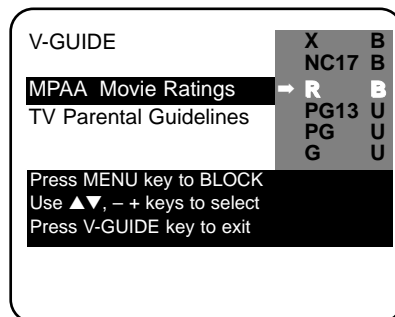 V-GUIDE
X B
NC17 B
MPAA Movie Ratings ➡ R B
TV Parental Guidelines PG13 U
PG U
G U
Press MENU key to BLOCK
Use ▲▼, – + keys to select
Press V-GUIDE key to exit